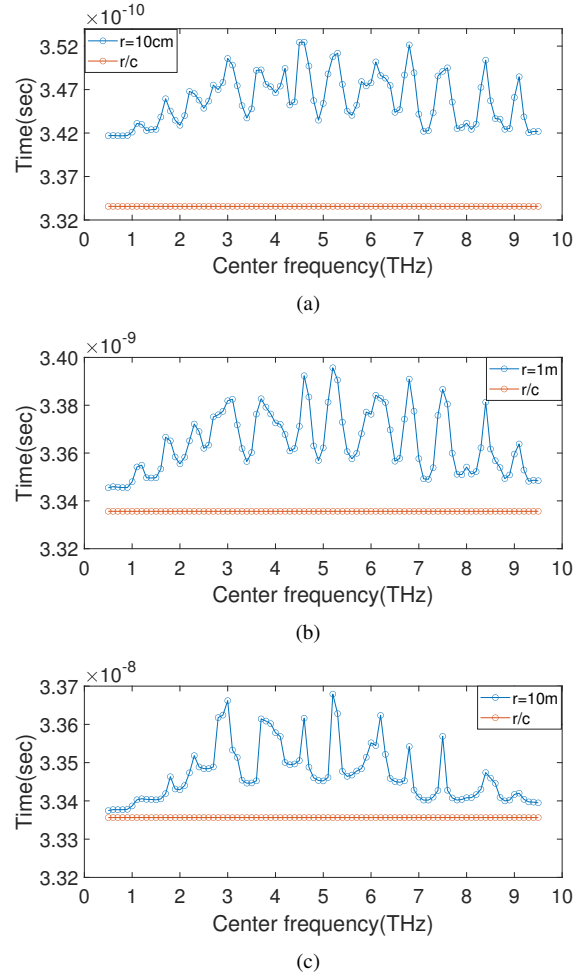 ×10⁻¹⁰
3.52
3.47
3.42
3.37
3.32
Time(sec)
r=10cm
r/c
0 1 2 3 4 5 6 7 8 9 10
Center frequency(THz)
(a)
×10⁻⁹
3.40
3.38
3.36
3.34
3.32
Time(sec)
r=1m
r/c
0 1 2 3 4 5 6 7 8 9 10
Center frequency(THz)
(b)
×10⁻⁸
3.37
3.36
3.35
3.34
3.33
3.32
Time(sec)
r=10m
r/c
0 1 2 3 4 5 6 7 8 9 10
Center frequency(THz)
(c)